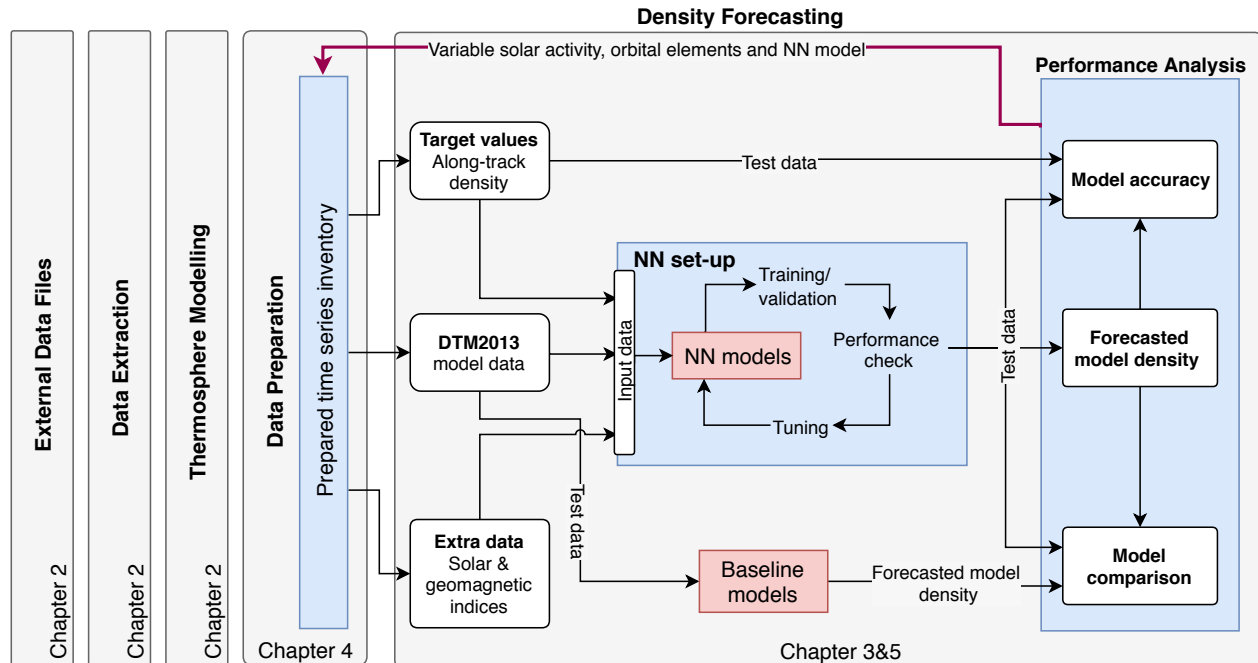 Density Forecasting
External Data Files
Chapter 2
Data Extraction
Chapter 2
Thermosphere Modelling
Chapter 2
Data Preparation
Prepared time series inventory
Chapter 4
Variable solar activity, orbital elements and NN model
Performance Analysis
Target values
Along-track
density
Test data
Model accuracy
NN set-up
Input data
Training/
validation
NN models
Performance
check
Tuning
DTM2013
model data
Test data
Forecasted
model density
Test data
Extra data
Solar &
geomagnetic
indices
Baseline
models
Forecasted model
density
Model
comparison
Chapter 3&5